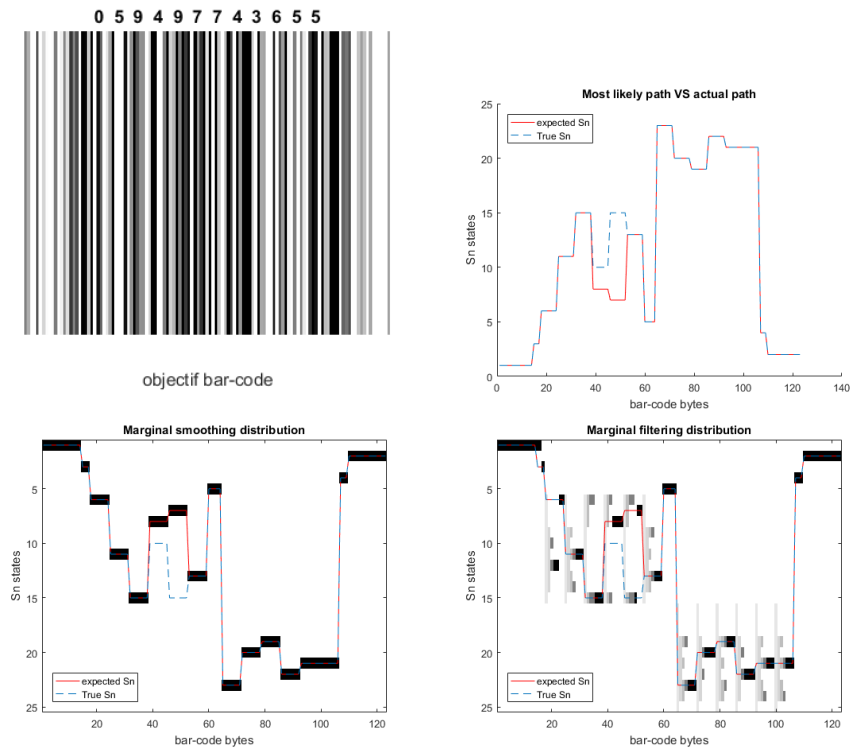 0 5 9 4 9 7 7 4 3 6 5 5
objectif bar-code
Most likely path VS actual path
expected Sn
True Sn
25
20
15
10
5
0
Sn states
0 20 40 60 80 100 120 140
bar-code bytes
Marginal smoothing distribution
5
10
15
20
25
Sn states
expected Sn
True Sn
20 40 60 80 100 120
bar-code bytes
Marginal filtering distribution
5
10
15
20
25
Sn states
expected Sn
True Sn
20 40 60 80 100 120
bar-code bytes